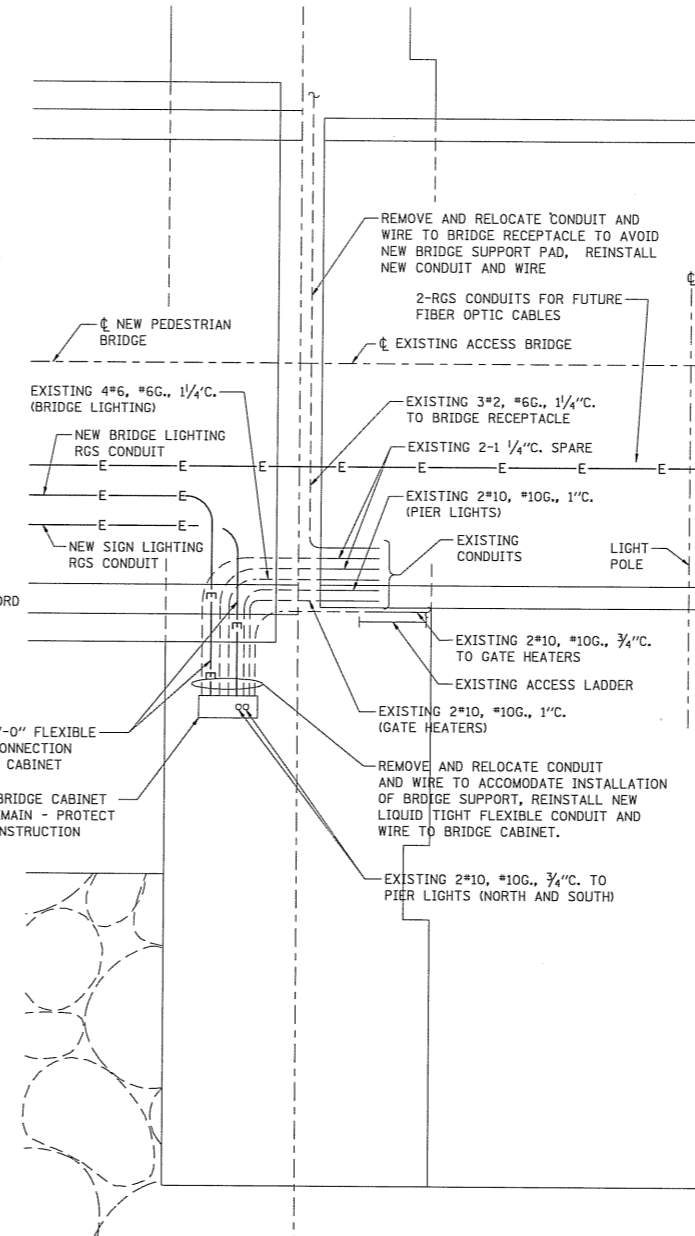 REMOVE AND RELOCATE CONDUIT AND
WIRE TO BRIDGE RECEPTACLE TO AVOID
NEW BRIDGE SUPPORT PAD, REINSTALL
NEW CONDUIT AND WIRE
2-RGS CONDUITS FOR FUTURE
FIBER OPTIC CABLES
℄
℄ NEW PEDESTRIAN
BRIDGE
℄ EXISTING ACCESS BRIDGE
EXISTING 4#6, #6G., 1 1/4"C.
(BRIDGE LIGHTING)
EXISTING 3#2, #6G., 1 1/4"C.
TO BRIDGE RECEPTACLE
NEW BRIDGE LIGHTING
RGS CONDUIT
EXISTING 2-1 1/4"C. SPARE
E E E E E E E
E E
EXISTING 2#10, #10G., 1"C.
(PIER LIGHTS)
E E
NEW SIGN LIGHTING
RGS CONDUIT
EXISTING
CONDUITS
LIGHT
POLE
ORD
EXISTING 2#10, #10G., 3/4"C.
TO GATE HEATERS
EXISTING ACCESS LADDER
EXISTING 2#10, #10G., 1"C.
(GATE HEATERS)
'-0" FLEXIBLE
ONNECTION
CABINET
REMOVE AND RELOCATE CONDUIT
AND WIRE TO ACCOMODATE INSTALLATION
OF BRDIGE SUPPORT, REINSTALL NEW
LIQUID TIGHT FLEXIBLE CONDUIT AND
WIRE TO BRIDGE CABINET.
BRIDGE CABINET
EMAIN - PROTECT
NSTRUCTION
EXISTING 2#10, #10G., 3/4"C. TO
PIER LIGHTS (NORTH AND SOUTH)